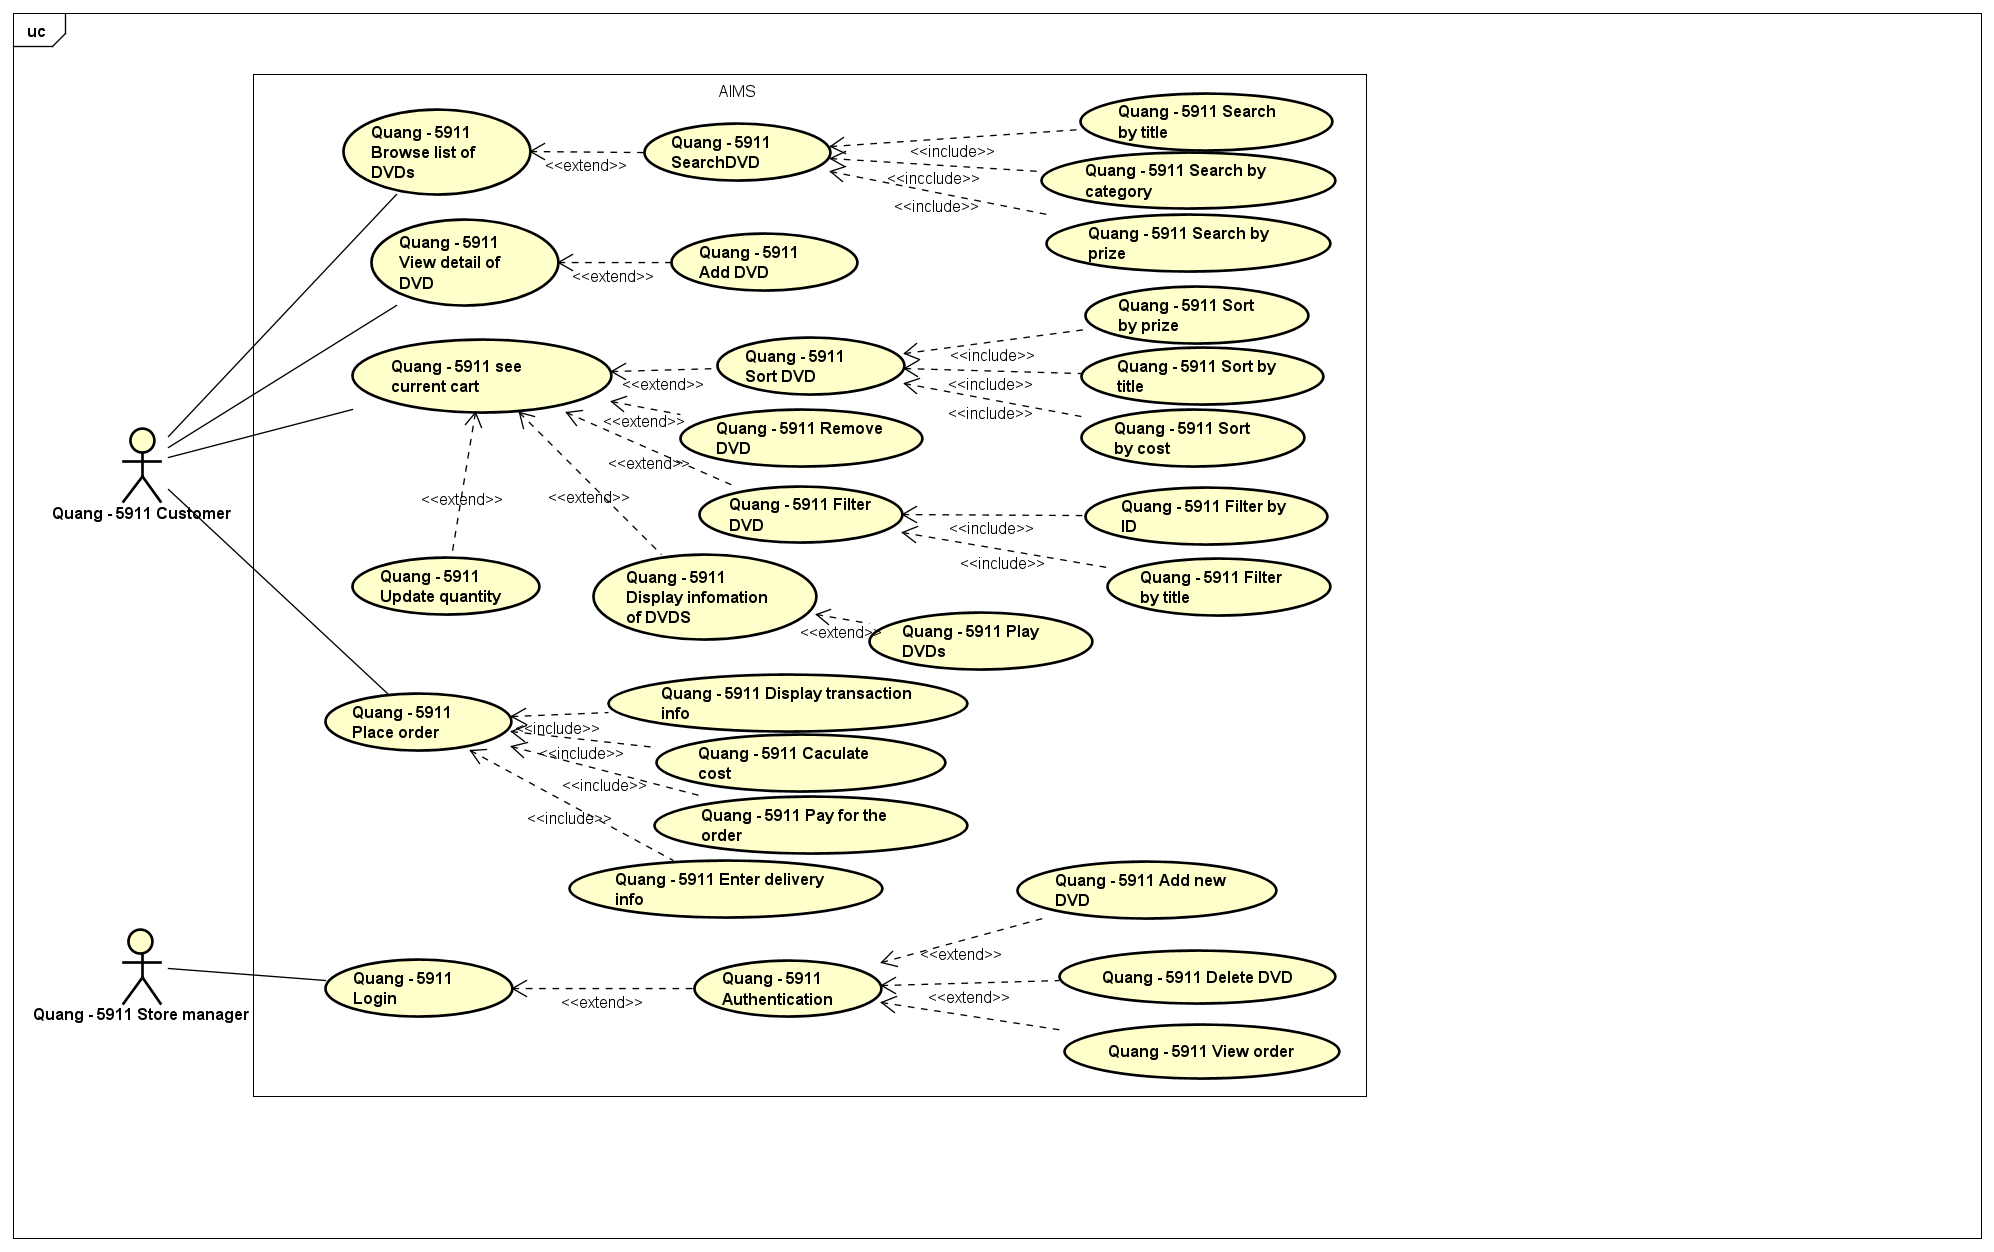 uc
AIMS
Quang - 5911
Browse list of
DVDs
<<extend>>
Quang - 5911
SearchDVD
<<include>>
<<incclude>>
<<include>>
Quang - 5911 Search
by title
Quang - 5911 Search by
category
Quang - 5911 Search by
prize
Quang - 5911
View detail of
DVD
<<extend>>
Quang - 5911
Add DVD
Quang - 5911 see
current cart
<<extend>>
Quang - 5911
Sort DVD
<<include>>
<<include>>
<<include>>
Quang - 5911 Sort
by prize
Quang - 5911 Sort by
title
Quang - 5911 Sort
by cost
<<extend>>
Quang - 5911 Remove
DVD
<<extend>>
Quang - 5911 Filter
DVD
<<include>>
<<include>>
Quang - 5911 Filter by
ID
Quang - 5911 Filter
by title
<<extend>>
<<extend>>
Quang - 5911 Customer
Quang - 5911
Update quantity
Quang - 5911
Display infomation
of DVDS
<<extend>>
Quang - 5911 Play
DVDs
Quang - 5911
Place order
<<include>>
<<include>>
<<include>>
<<include>>
Quang - 5911 Display transaction
info
Quang - 5911 Caculate
cost
Quang - 5911 Pay for the
order
Quang - 5911 Enter delivery
info
Quang - 5911 Store manager
Quang - 5911
Login
<<extend>>
Quang - 5911
Authentication
<<extend>>
<<extend>>
Quang - 5911 Add new
DVD
Quang - 5911 Delete DVD
Quang - 5911 View order